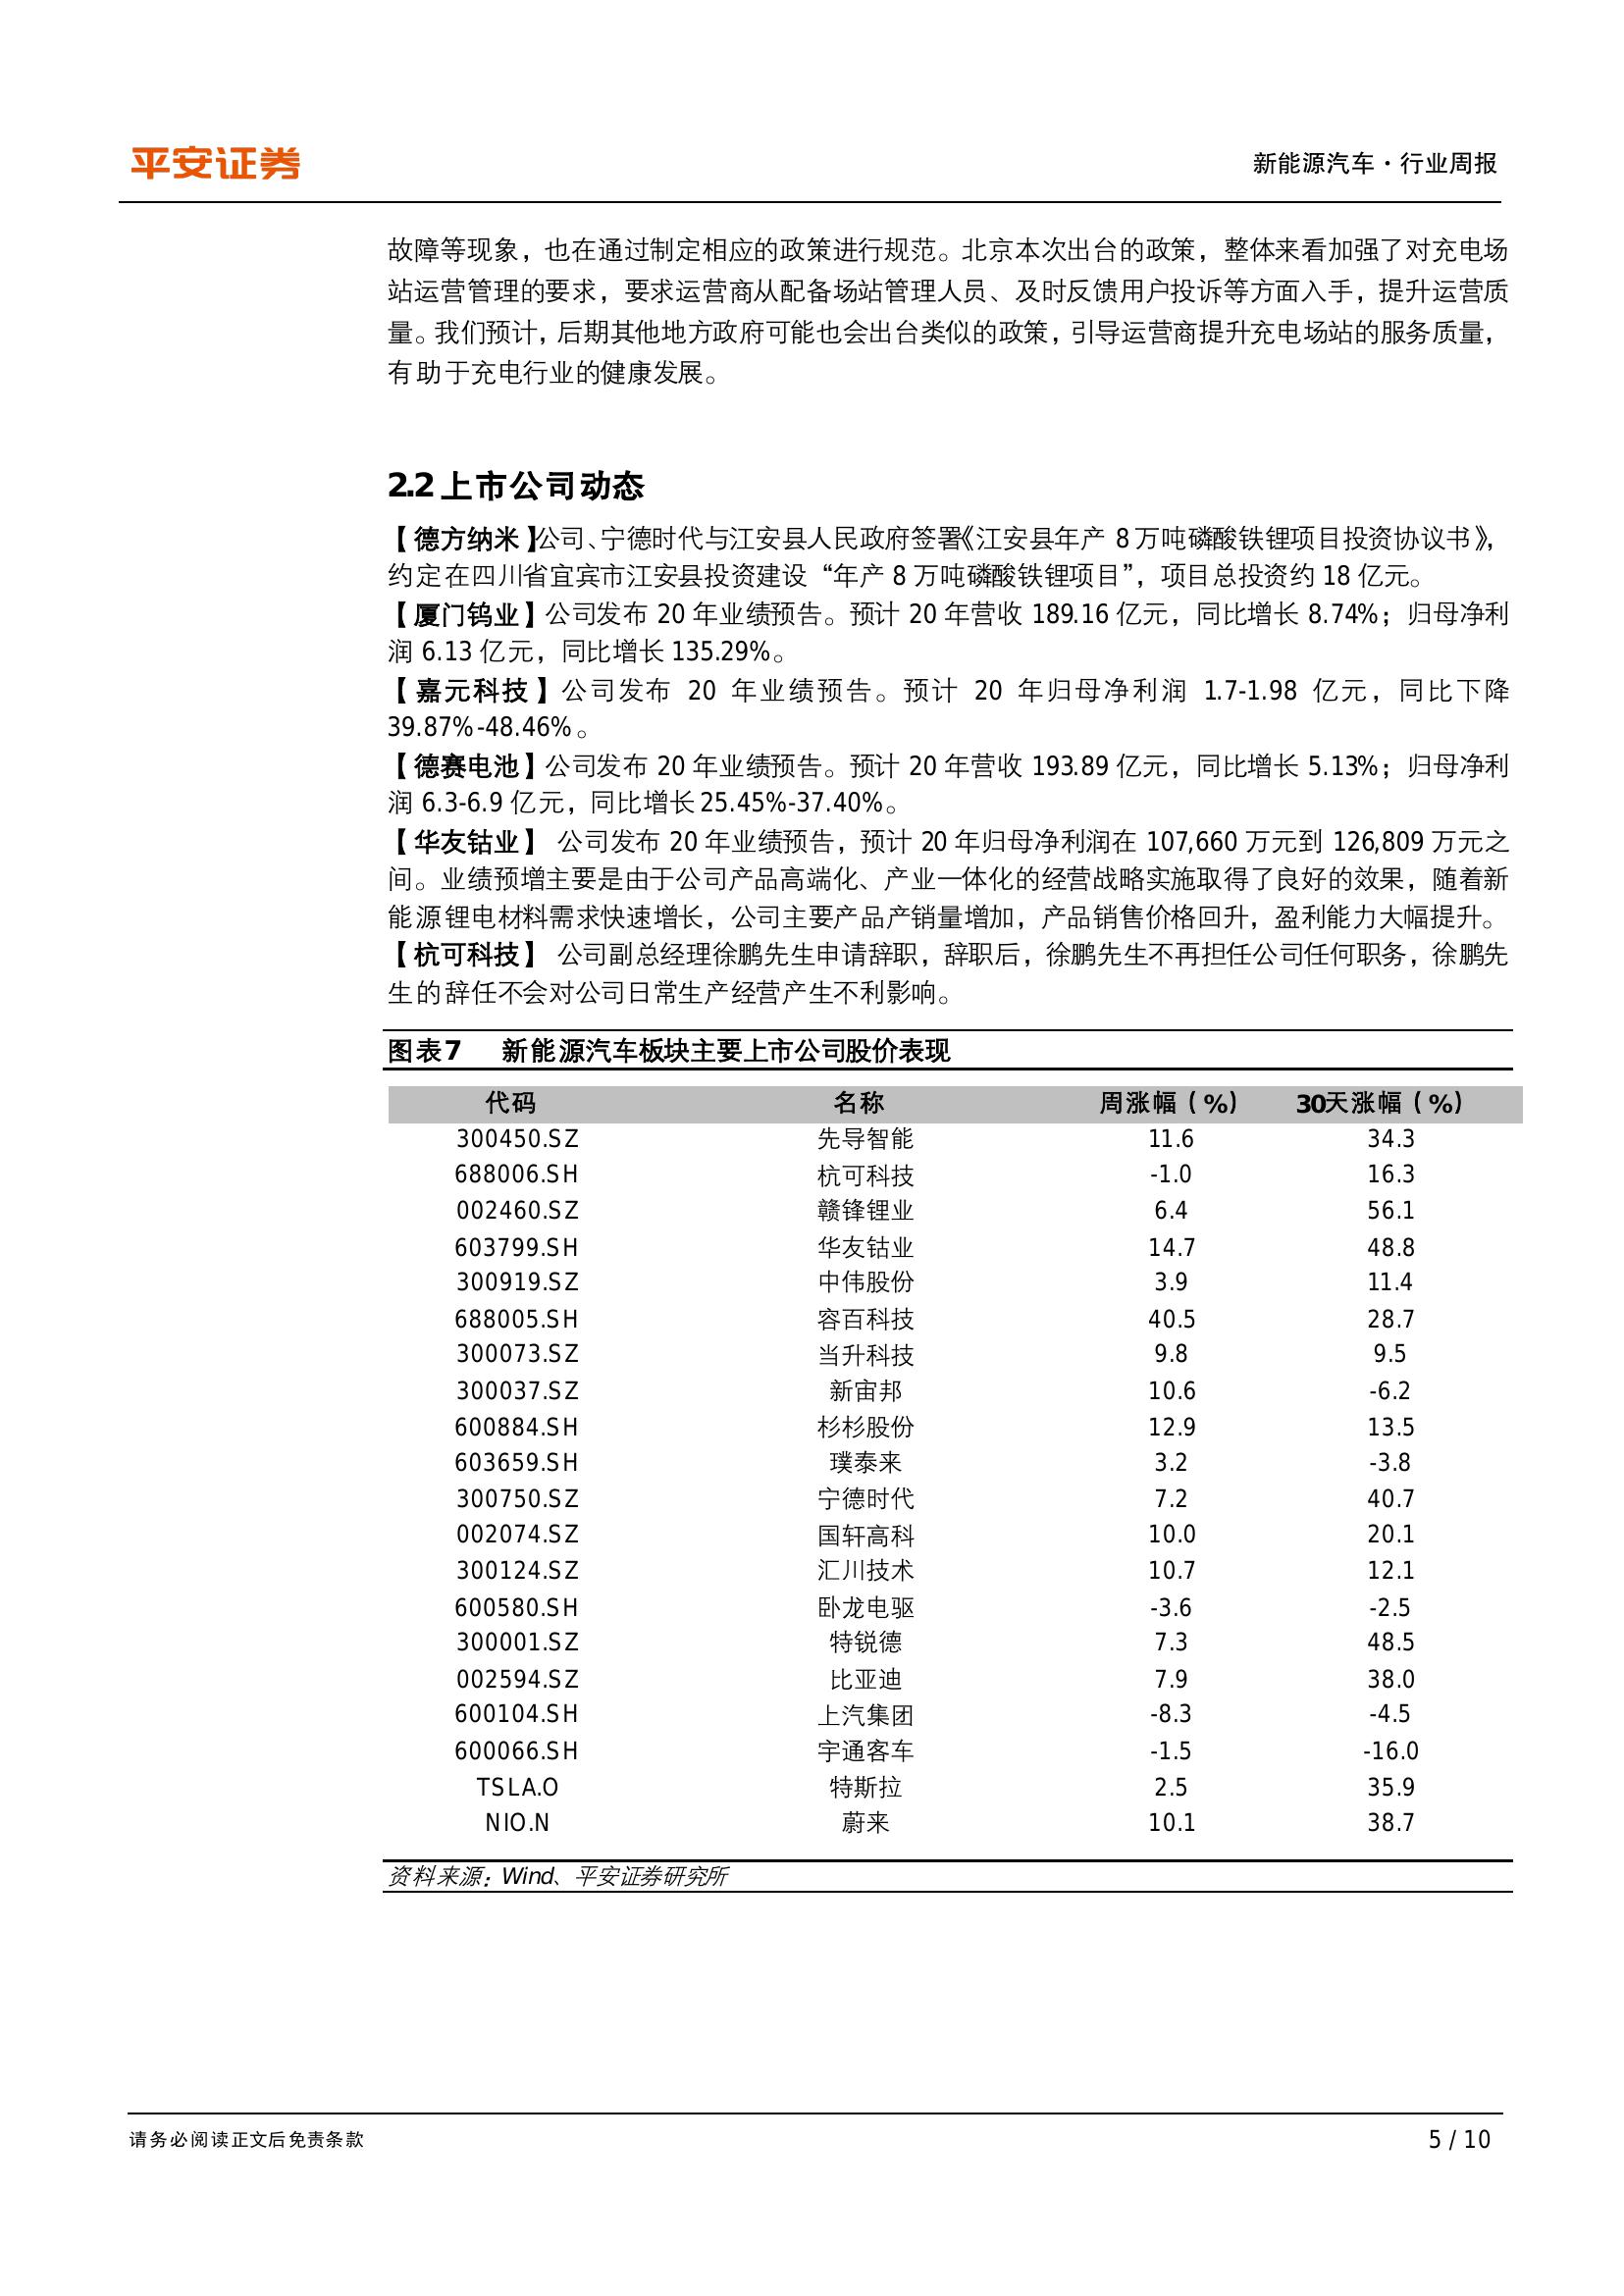 平安证券
新能源汽车·行业周报
故障等现象，也在通过制定相应的政策进行规范。北京本次出台的政策，整体来看加强了对充电场
站运营管理的要求，要求运营商从配备场站管理人员、及时反馈用户投诉等方面入手，提升运营质
量。我们预计，后期其他地方政府可能也会出台类似的政策，引导运营商提升充电场站的服务质量，
有助于充电行业的健康发展。
2.2 上市公司动态
【德方纳米】公司、宁德时代与江安县人民政府签署《江安县年产 8 万吨磷酸铁锂项目投资协议书》，
约定在四川省宜宾市江安县投资建设“年产 8 万吨磷酸铁锂项目”，项目总投资约 18 亿元。
【厦门钨业】公司发布 20 年业绩预告。预计 20 年营收 189.16 亿元，同比增长 8.74%；归母净利
润 6.13 亿元，同比增长 135.29%。
【嘉元科技】公司发布 20 年业绩预告。预计 20 年归母净利润 1.7-1.98 亿元，同比下降
39.87%-48.46%。
【德赛电池】公司发布 20 年业绩预告。预计 20 年营收 193.89 亿元，同比增长 5.13%；归母净利
润 6.3-6.9 亿元，同比增长 25.45%-37.40%。
【华友钴业】 公司发布 20 年业绩预告，预计 20 年归母净利润在 107,660 万元到 126,809 万元之
间。业绩预增主要是由于公司产品高端化、产业一体化的经营战略实施取得了良好的效果，随着新
能源锂电材料需求快速增长，公司主要产品产销量增加，产品销售价格回升，盈利能力大幅提升。
【杭可科技】 公司副总经理徐鹏先生申请辞职，辞职后，徐鹏先生不再担任公司任何职务，徐鹏先
生的辞任不会对公司日常生产经营产生不利影响。
图表7 新能源汽车板块主要上市公司股价表现
代码 名称 周涨幅（%） 30天涨幅（%）
300450.SZ 先导智能 11.6 34.3
688006.SH 杭可科技 -1.0 16.3
002460.SZ 赣锋锂业 6.4 56.1
603799.SH 华友钴业 14.7 48.8
300919.SZ 中伟股份 3.9 11.4
688005.SH 容百科技 40.5 28.7
300073.SZ 当升科技 9.8 9.5
300037.SZ 新宙邦 10.6 -6.2
600884.SH 杉杉股份 12.9 13.5
603659.SH 璞泰来 3.2 -3.8
300750.SZ 宁德时代 7.2 40.7
002074.SZ 国轩高科 10.0 20.1
300124.SZ 汇川技术 10.7 12.1
600580.SH 卧龙电驱 -3.6 -2.5
300001.SZ 特锐德 7.3 48.5
002594.SZ 比亚迪 7.9 38.0
600104.SH 上汽集团 -8.3 -4.5
600066.SH 宇通客车 -1.5 -16.0
TSLA.O 特斯拉 2.5 35.9
NIO.N 蔚来 10.1 38.7
资料来源：Wind、平安证券研究所
请务必阅读正文后免责条款
5 / 10